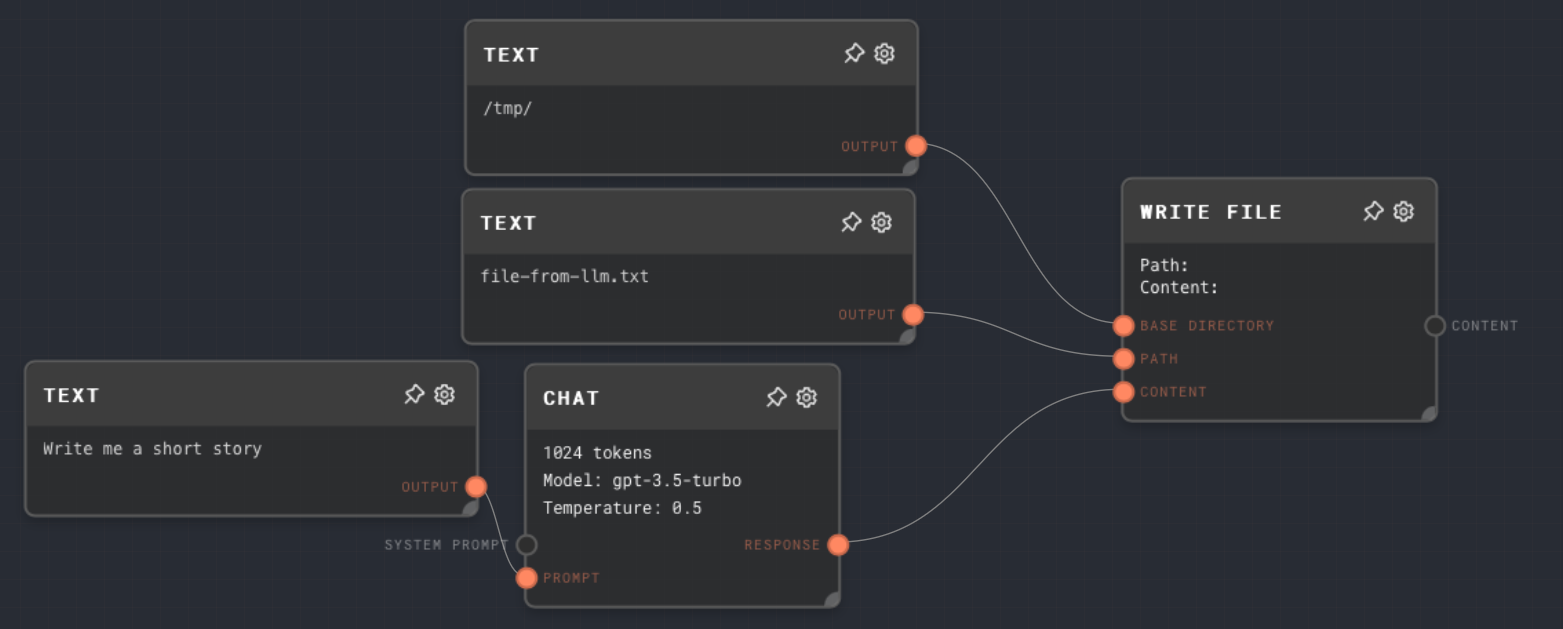 TEXT
/tmp/
OUTPUT
TEXT
file-from-llm.txt
OUTPUT
TEXT
Write me a short story
OUTPUT
CHAT
1024 tokens
Model: gpt-3.5-turbo
Temperature: 0.5
SYSTEM PROMPT
RESPONSE
PROMPT
WRITE FILE
Path:
Content:
BASE DIRECTORY
CONTENT
PATH
CONTENT